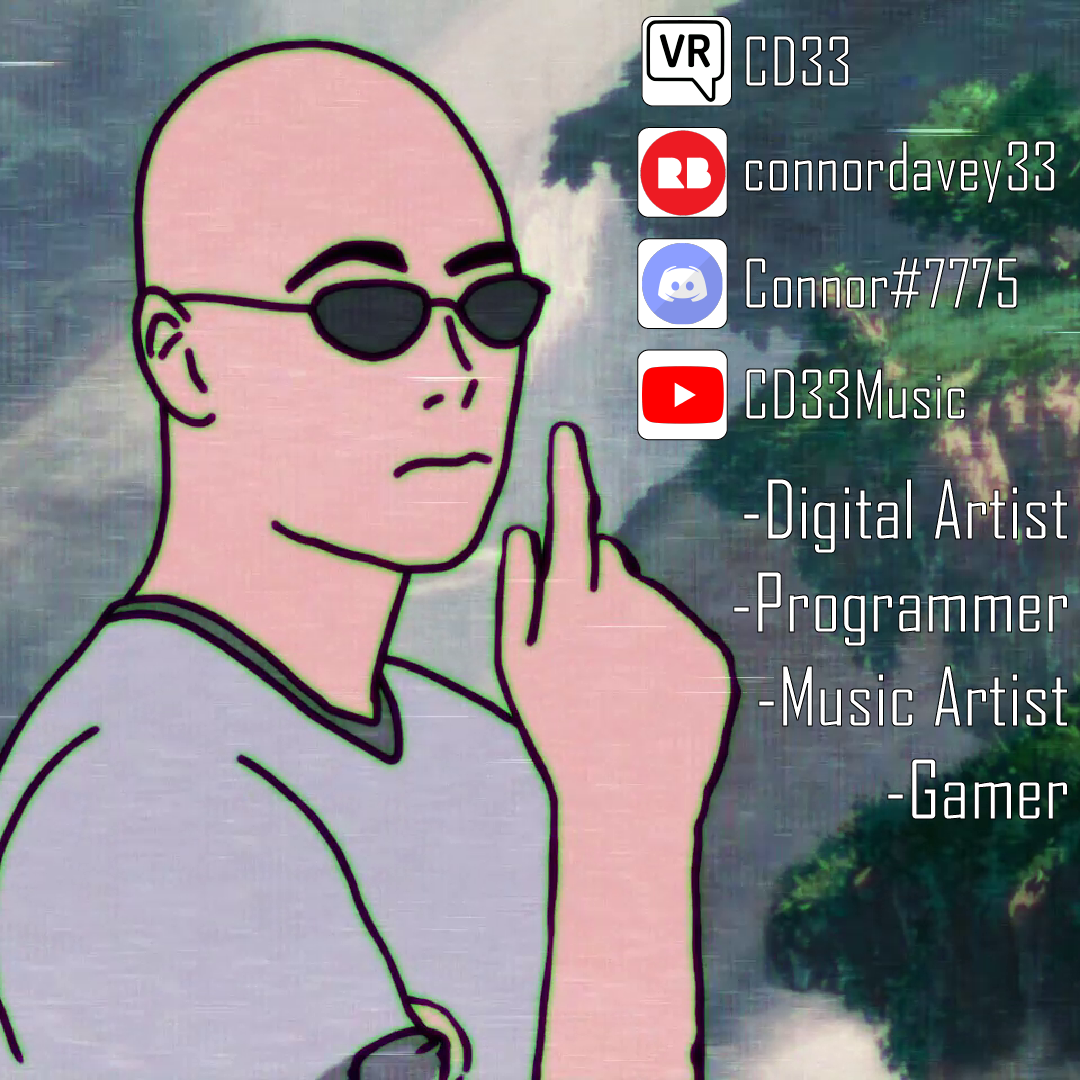 VR CD33
RB connordavey33
Connor#7775
CD33Music
-Digital Artist
-Programmer
-Music Artist
-Gamer